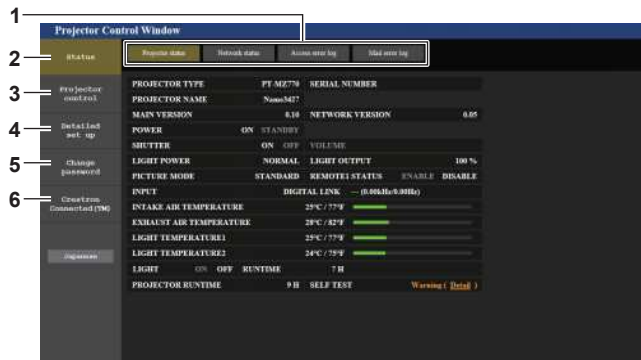 1
Projector Control Window
2
Status
Projector status Network status Access error log Mail error log
3
Projector control
4
Detailed set up
5
Change password
6
Crestron Connected(TM)
Japanese
PROJECTOR TYPE PT-MZ770 SERIAL NUMBER
PROJECTOR NAME Name3427
MAIN VERSION 0.10 NETWORK VERSION 0.05
POWER ON STANDBY
SHUTTER ON OFF VOLUME
LIGHT POWER NORMAL LIGHT OUTPUT 100 %
PICTURE MODE STANDARD REMOTE1 STATUS ENABLE DISABLE
INPUT DIGITAL LINK --- (0.00kHz/0.00Hz)
INTAKE AIR TEMPERATURE 25°C / 77°F
EXHAUST AIR TEMPERATURE 28°C / 82°F
LIGHT TEMPERATURE1 25°C / 77°F
LIGHT TEMPERATURE2 24°C / 75°F
LIGHT ON OFF RUNTIME 7 H
PROJECTOR RUNTIME 9 H SELF TEST Warning ( Detail )